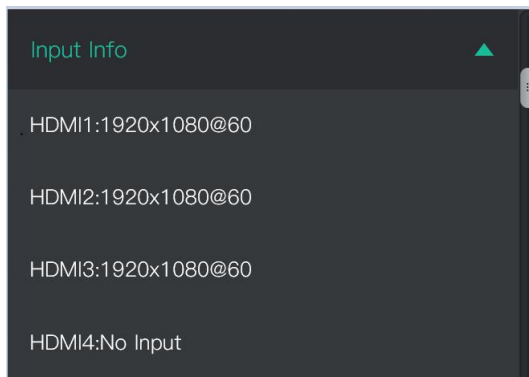 Input Info
HDMI1:1920x1080@60
HDMI2:1920x1080@60
HDMI3:1920x1080@60
HDMI4:No Input